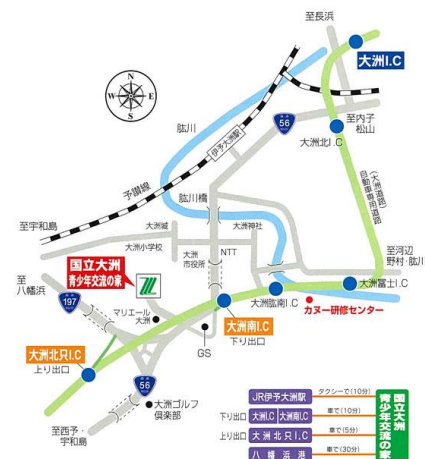 至長浜
大洲I.C
N
W
E
S
56
至内子
松山
大洲北I.C
肱川
伊予大洲駅
予讃線
肱川橋
(大洲道路)
自動車専用道路
至宇和島
大洲城
大洲神社
大洲小学校
大洲
市役所
NTT
至河辺
野村・肱川
国立大洲
青少年交流の家
至
八幡浜
197
大洲冨士I.C
大洲肱南I.C
カヌー研修センター
マリエール
大洲
大洲南I.C
下り出口
GS
大洲北只I.C
上り出口
56
大洲ゴルフ
倶楽部
至西予・
宇和島
JR伊予大洲駅
タクシーで(10分)
下り出口
大洲I.C
大洲南I.C
車で(10分)
上り出口
大洲北只I.C
車で(5分)
八幡浜港
車で(30分)
国立大洲
青少年交流の家